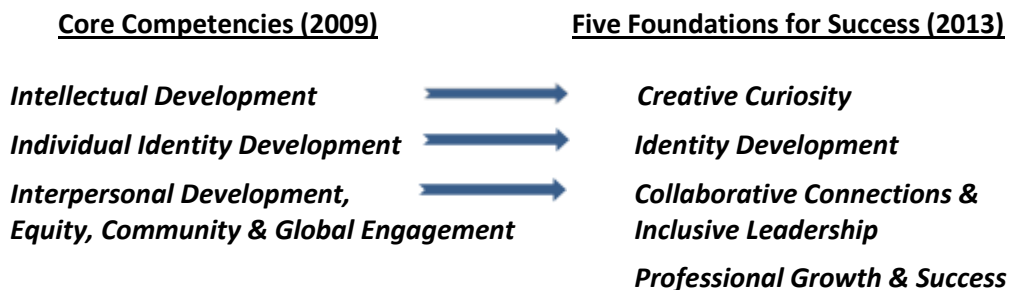 Core Competencies (2009) Five Foundations for Success (2013)
Intellectual Development Creative Curiosity
Individual Identity Development Identity Development
Interpersonal Development, Collaborative Connections &
Equity, Community & Global Engagement Inclusive Leadership
Professional Growth & Success